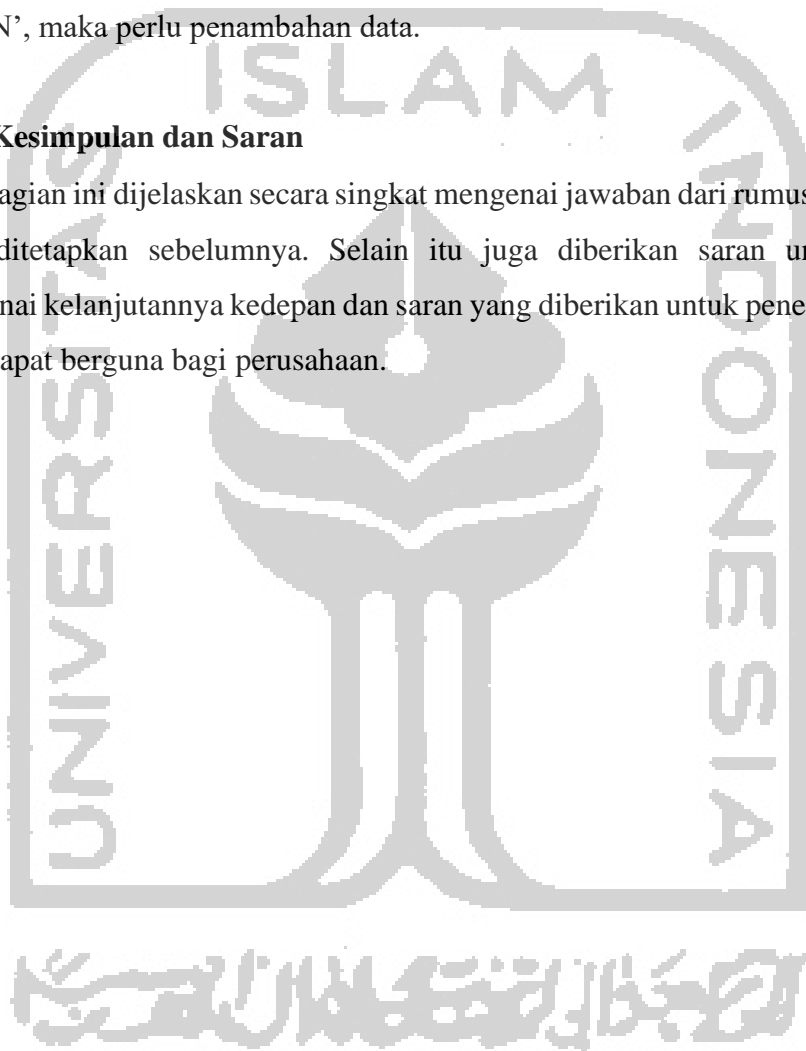 N’, maka perlu penambahan data.
Kesimpulan dan Saran
agian ini dijelaskan secara singkat mengenai jawaban dari rumus
ditetapkan sebelumnya. Selain itu juga diberikan saran un
nai kelanjutannya kedepan dan saran yang diberikan untuk pene
apat berguna bagi perusahaan.
ISLAM
UNIVERSITAS
INDONESIA